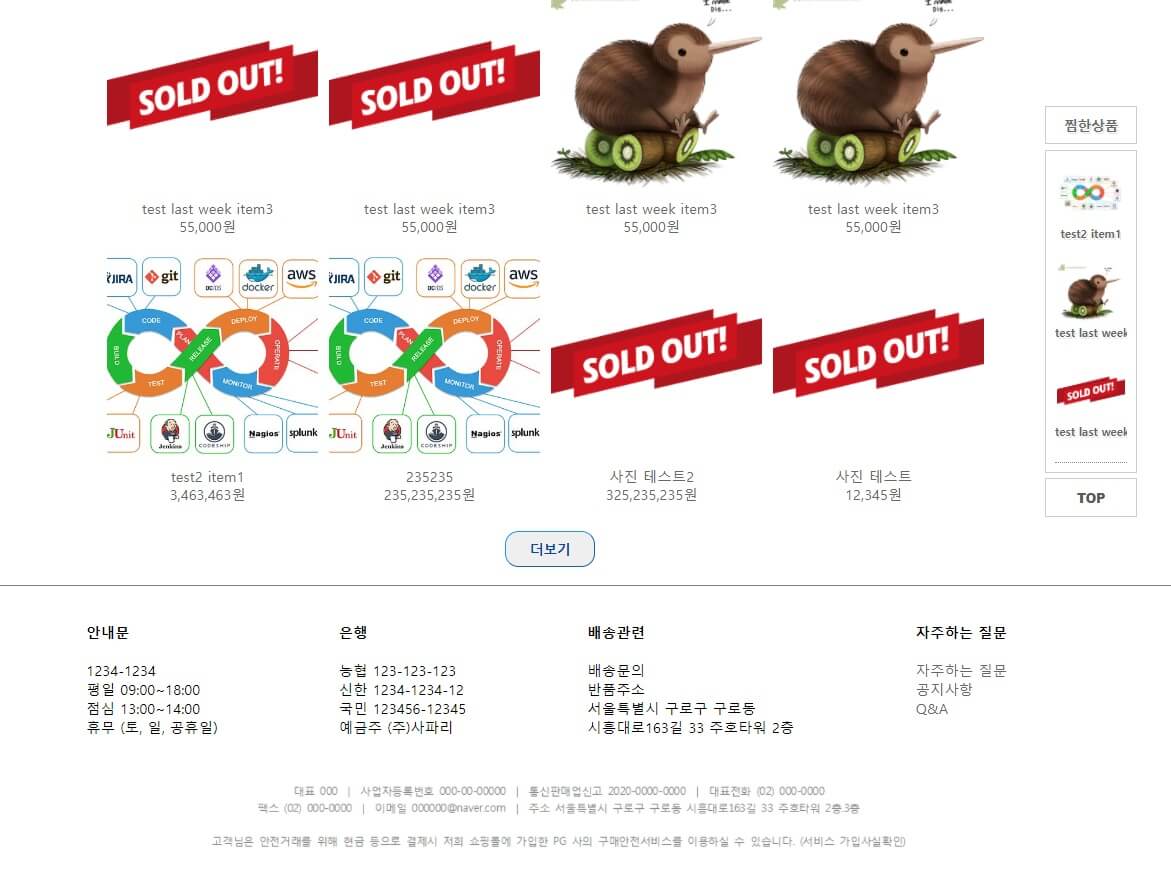 SOLD OUT!
SOLD OUT!
test last week item3
55,000원
test last week item3
55,000원
test last week item3
55,000원
test last week item3
55,000원
JIRA
git
DC/OS
docker
aws
CODE
DEPLOY
PLAN
RELEASE
OPERATE
BUILD
TEST
MONITOR
JUnit
Jenkins
CODESHIP
Nagios
splunk
test2 item1
3,463,463원
JIRA
git
DC/OS
docker
aws
CODE
DEPLOY
PLAN
RELEASE
OPERATE
BUILD
TEST
MONITOR
JUnit
Jenkins
CODESHIP
Nagios
splunk
235235
235,235,235원
SOLD OUT!
사진 테스트2
325,235,235원
SOLD OUT!
사진 테스트
12,345원
더보기
찜한상품
test2 item1
test last week
SOLD OUT!
test last week
TOP
안내문
1234-1234
평일 09:00~18:00
점심 13:00~14:00
휴무 (토, 일, 공휴일)
은행
농협 123-123-123
신한 1234-1234-12
국민 123456-12345
예금주 (주)사파리
배송관련
배송문의
반품주소
서울특별시 구로구 구로동
시흥대로163길 33 주호타워 2층
자주하는 질문
자주하는 질문
공지사항
Q&A
대표 000 | 사업자등록번호 000-00-00000 | 통신판매업신고 2020-0000-0000 | 대표전화 (02) 000-0000
팩스 (02) 000-0000 | 이메일 000000@naver.com | 주소 서울특별시 구로구 구로동 시흥대로163길 33 주호타워 2층.3층
고객님은 안전거래를 위해 현금 등으로 결제시 저희 쇼핑몰에 가입한 PG 사의 구매안전서비스를 이용하실 수 있습니다. (서비스 가입사실확인)